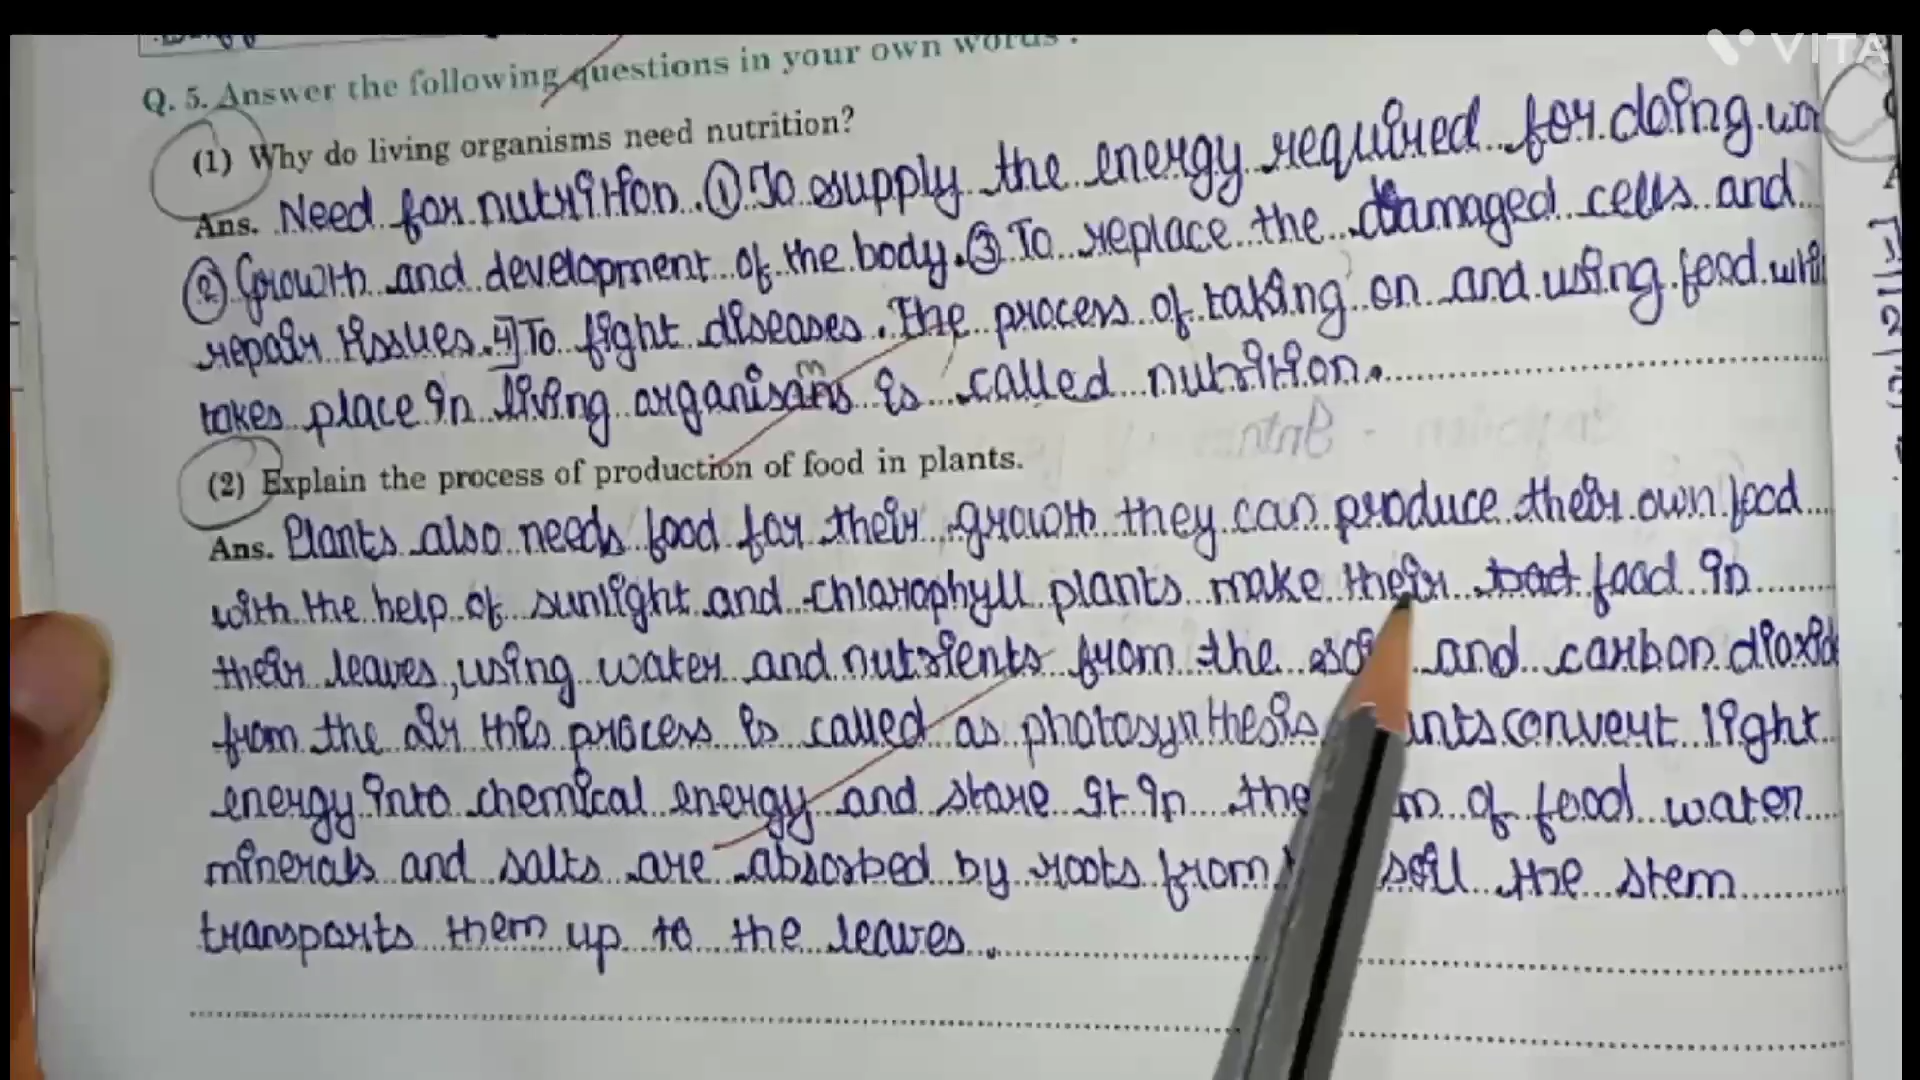 VITA
Q. 5. Answer the following questions in your own words :
(1) Why do living organisms need nutrition?
Ans. Need for nutrition. ① To supply the energy required for doing
② Growth and development of the body. ③ To replace the damaged cells and
repair tissues. 4] To fight diseases. The process of taking on and using food
takes place in living organisms is called nutrition.
(2) Explain the process of production of food in plants.
Ans. Plants also needs food for their growth they can produce their own food
with the help of sunlight and chlorophyll plants make their food in
their leaves, using water and nutrients from the and carbon
from the air this process is called as photosynthesis convert light
energy into chemical energy and store it in the of food water
minerals and salts are absorbed by roots from soil the stem
transports them up to the leaves.